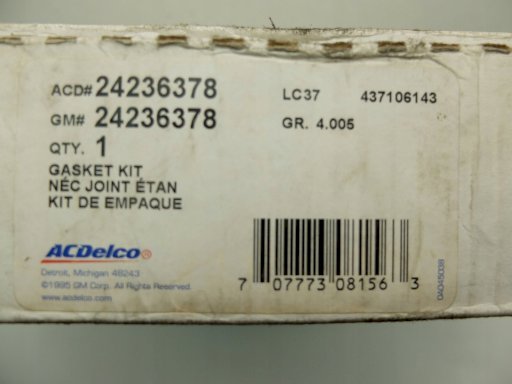 ACD# 24236378 LC37 437106143
GM# 24236378 GR. 4.005
QTY. 1
GASKET KIT
NÉC JOINT ÉTAN
KIT DE EMPAQUE
ACDelco®
Detroit, Michigan 48243
©1995 GM Corp. All Rights Reserved
www.acdelco.com
7 07773 08156 3
0A045038